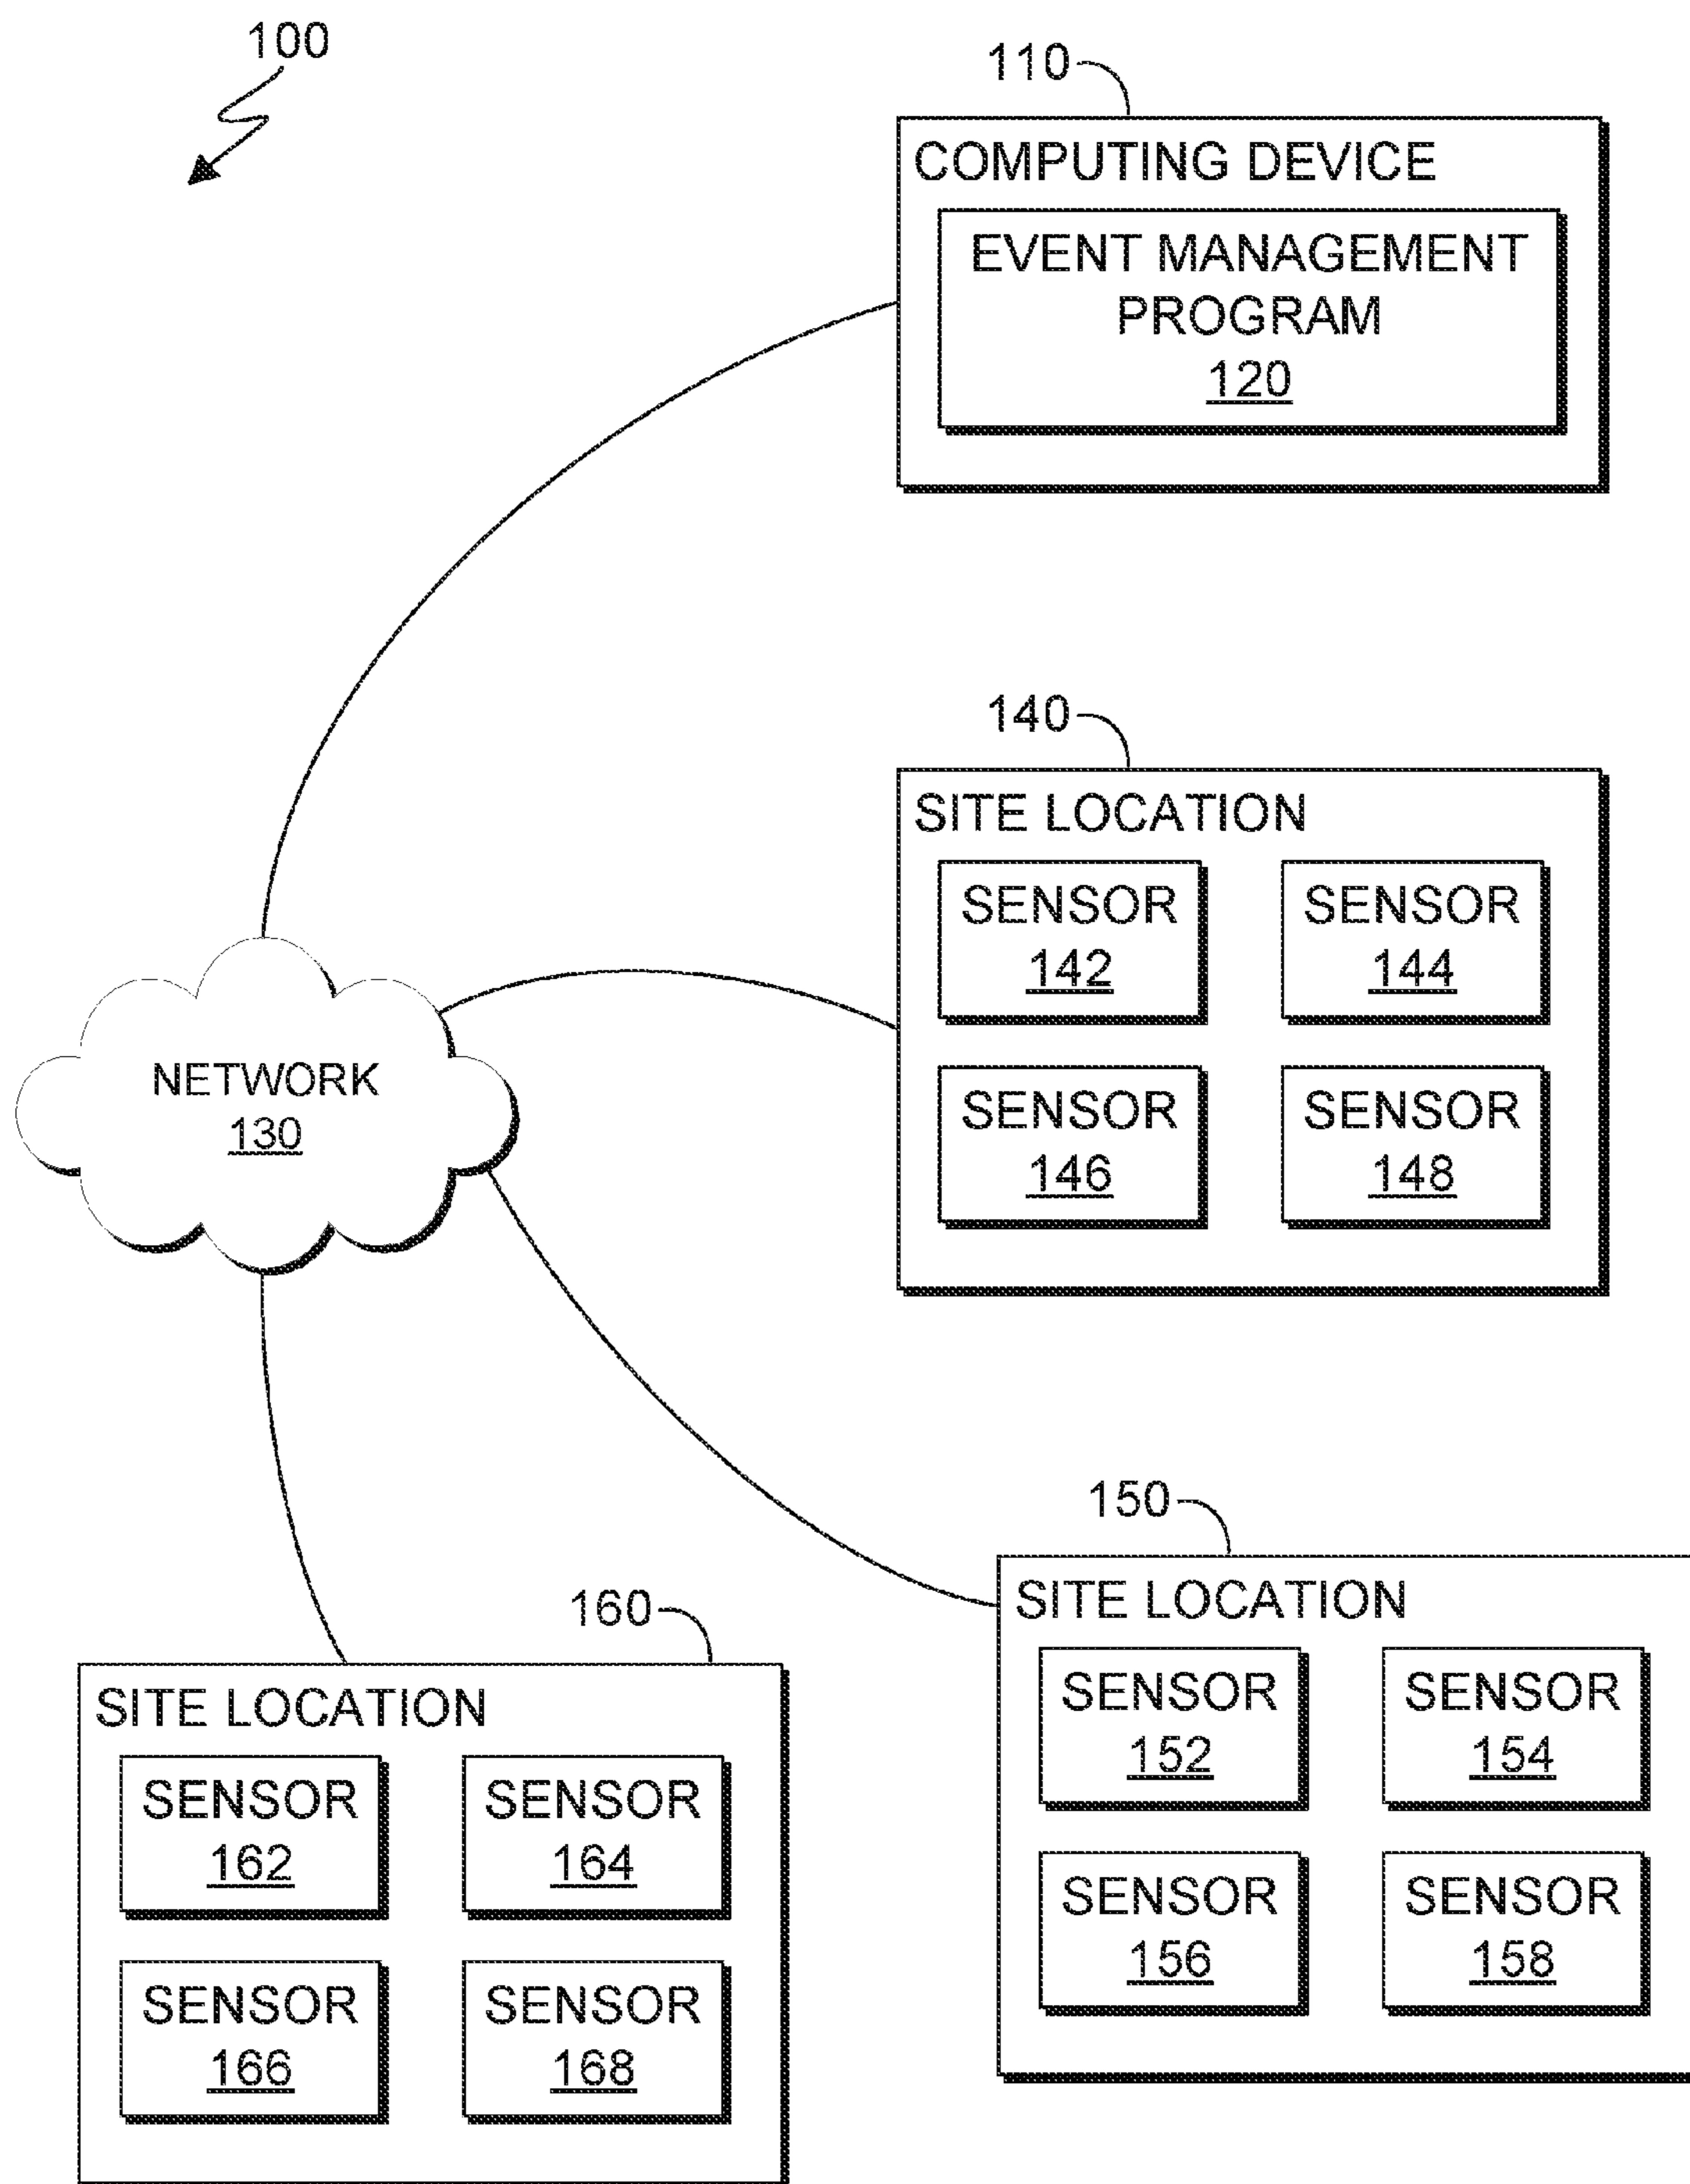 100
110
COMPUTING DEVICE
EVENT MANAGEMENT
PROGRAM
120
140
SITE LOCATION
SENSOR
142
SENSOR
144
SENSOR
146
SENSOR
148
NETWORK
130
150
SITE LOCATION
SENSOR
152
SENSOR
154
SENSOR
156
SENSOR
158
160
SITE LOCATION
SENSOR
162
SENSOR
164
SENSOR
166
SENSOR
168